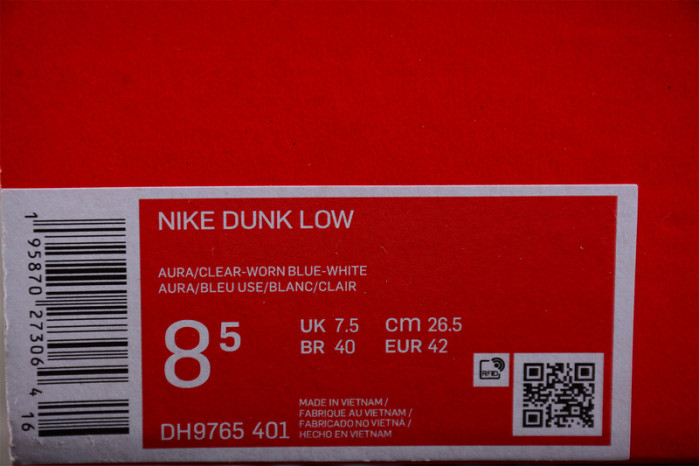 NIKE DUNK LOW
AURA/CLEAR-WORN BLUE-WHITE
AURA/BLEU USE/BLANC/CLAIR
8 5
UK 7.5 cm 26.5
BR 40 EUR 42
RFID
DH9765 401
MADE IN VIETNAM /
FABRIQUE AU VIETNAM /
FABRICADO NO VIETNÃ /
HECHO EN VIETNAM
1 95870 27306 4 16